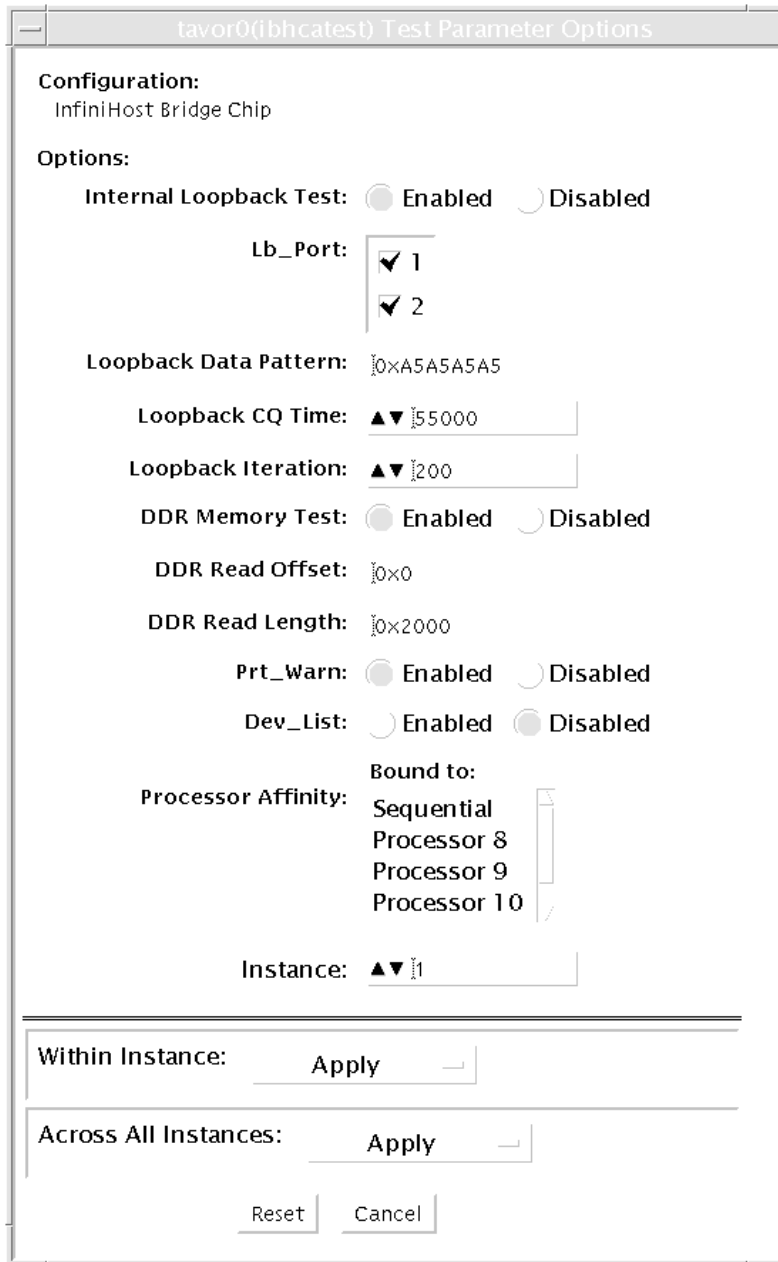 tavor0(ibhcatest) Test Parameter Options
Configuration:
InfiniHost Bridge Chip
Options:
Internal Loopback Test: Enabled Disabled
Lb_Port: 1
2
Loopback Data Pattern: 0xA5A5A5A5
Loopback CQ Time: 55000
Loopback Iteration: 200
DDR Memory Test: Enabled Disabled
DDR Read Offset: 0x0
DDR Read Length: 0x2000
Prt_Warn: Enabled Disabled
Dev_List: Enabled Disabled
Bound to:
Processor Affinity:
Sequential
Processor 8
Processor 9
Processor 10
Instance: 1
Within Instance: Apply
Across All Instances: Apply
Reset Cancel